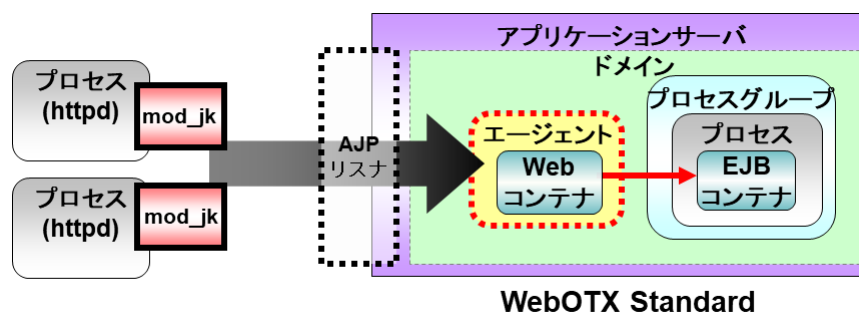 アプリケーションサーバ
ドメイン
プロセス
(httpd)
mod_jk
プロセス
(httpd)
mod_jk
AJP
リスナ
エージェント
Web
コンテナ
プロセスグループ
プロセス
EJB
コンテナ
WebOTX Standard